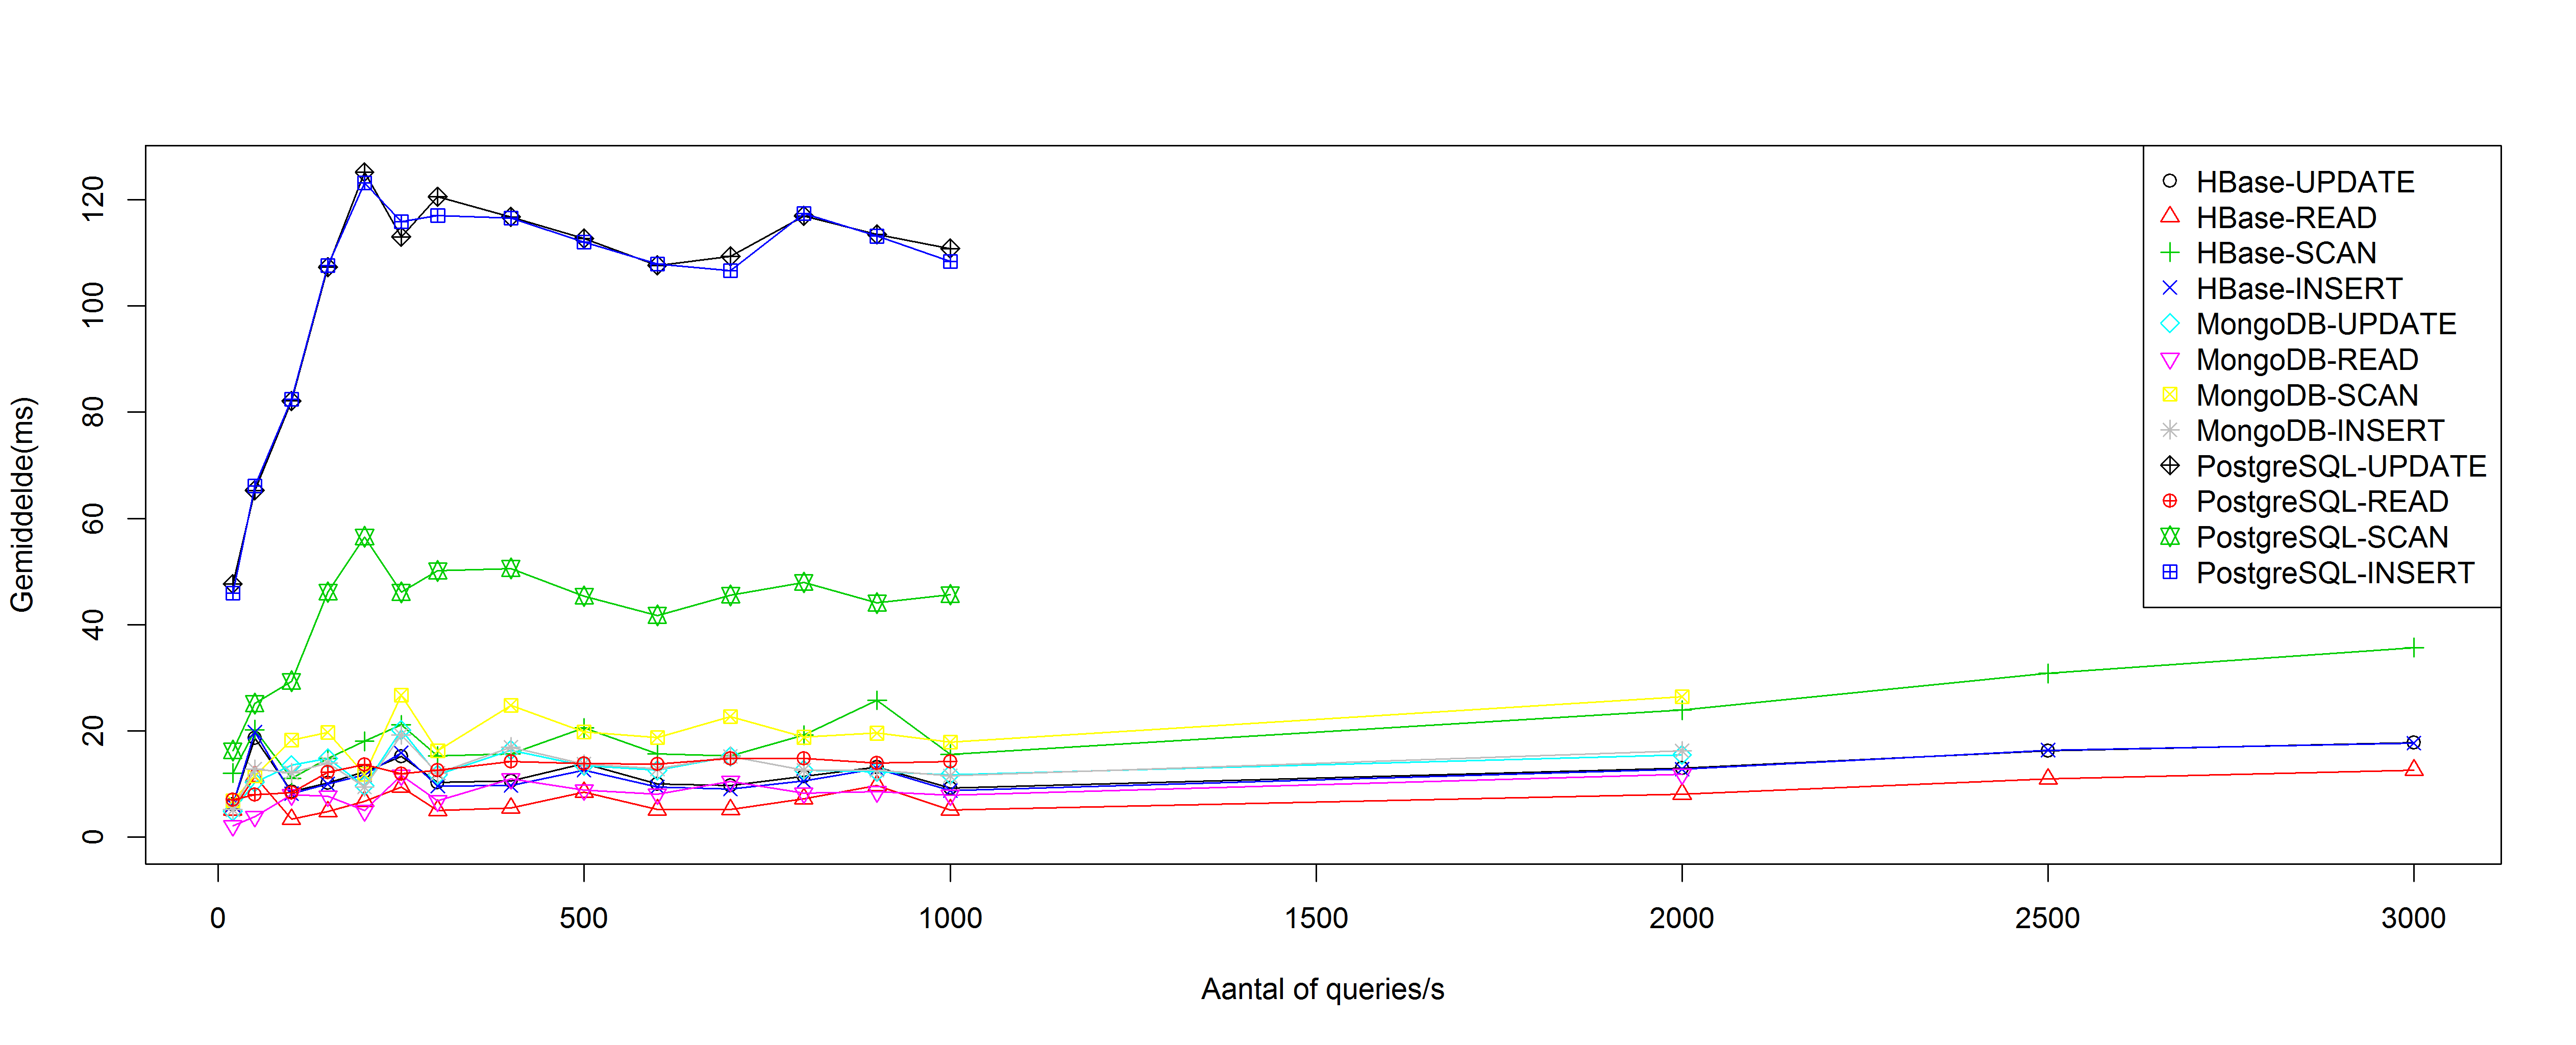 Gemiddelde(ms)
120
100
80
60
40
20
0
0 500 1000 1500 2000 2500 3000
Aantal of queries/s
HBase-UPDATE
HBase-READ
HBase-SCAN
HBase-INSERT
MongoDB-UPDATE
MongoDB-READ
MongoDB-SCAN
MongoDB-INSERT
PostgreSQL-UPDATE
PostgreSQL-READ
PostgreSQL-SCAN
PostgreSQL-INSERT